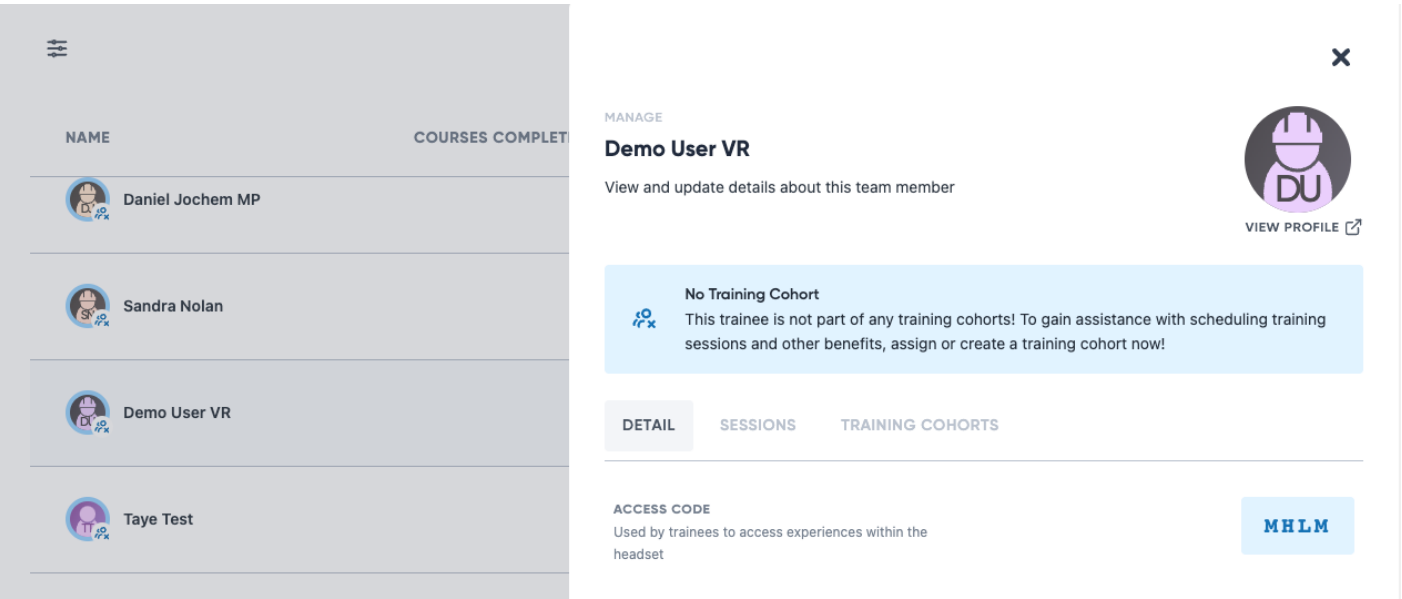 NAME
COURSES COMPLET
Daniel Jochem MP
Sandra Nolan
Demo User VR
Taye Test
MANAGE
Demo User VR
View and update details about this team member
DU
VIEW PROFILE
No Training Cohort
This trainee is not part of any training cohorts! To gain assistance with scheduling training
sessions and other benefits, assign or create a training cohort now!
DETAIL
SESSIONS
TRAINING COHORTS
ACCESS CODE
Used by trainees to access experiences within the
headset
MHLM